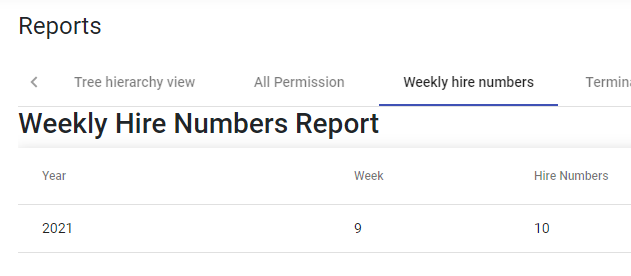 Reports
Tree hierarchy view All Permission Weekly hire numbers Termina
Weekly Hire Numbers Report
Year Week Hire Numbers
2021 9 10